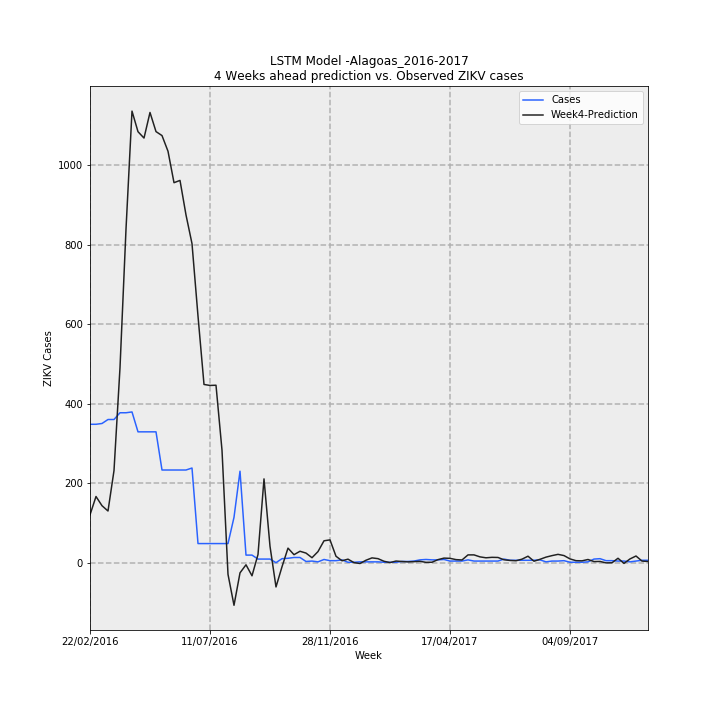 LSTM Model -Alagoas_2016-2017
4 Weeks ahead prediction vs. Observed ZIKV cases
Cases
Week4-Prediction
ZIKV Cases
1000
800
600
400
200
0
22/02/2016
11/07/2016
28/11/2016
17/04/2017
04/09/2017
Week